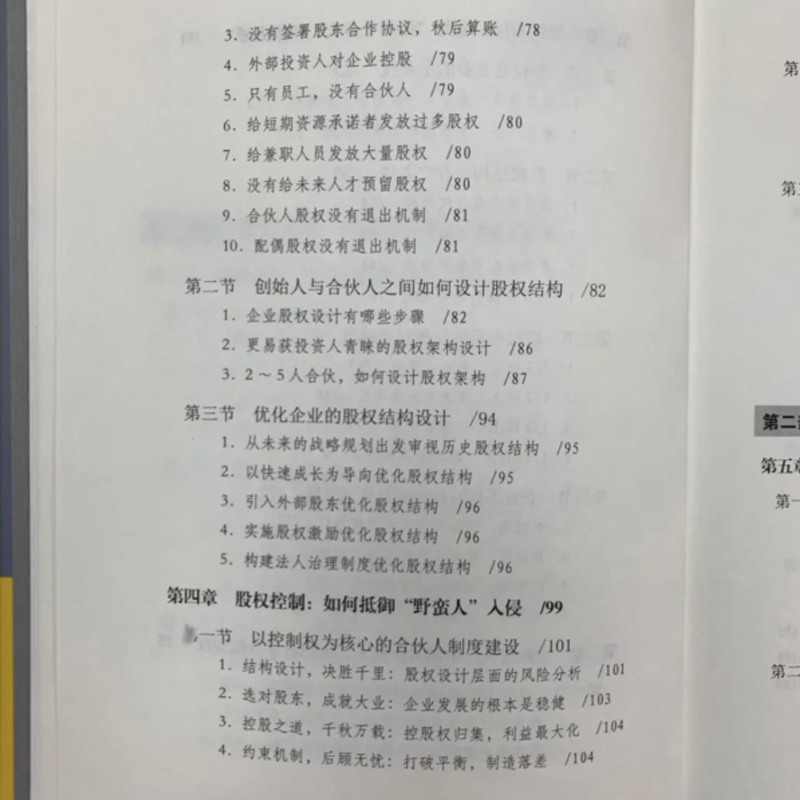 3. 没有签署股东合作协议，秋后算账 /78
4. 外部投资人对企业控股 /79
5. 只有员工，没有合伙人 /79
6. 给短期资源承诺者发放过多股权 /80
7. 给兼职人员发放大量股权 /80
8. 没有给未来人才预留股权 /80
9. 合伙人股权没有退出机制 /81
10. 配偶股权没有退出机制 /81
第二节 创始人与合伙人之间如何设计股权结构 /82
1. 企业股权设计有哪些步骤 /82
2. 更易获投资人青睐的股权架构设计 /86
3. 2～5人合伙，如何设计股权架构 /87
第三节 优化企业的股权结构设计 /94
1. 从未来的战略规划出发审视历史股权结构 /95
2. 以快速成长为导向优化股权结构 /95
3. 引入外部股东优化股权结构 /96
4. 实施股权激励优化股权结构 /96
5. 构建法人治理制度优化股权结构 /96
第四章 股权控制：如何抵御“野蛮人”入侵 /99
第一节 以控制权为核心的合伙人制度建设 /101
1. 结构设计，决胜千里：股权设计层面的风险分析 /101
2. 选对股东，成就大业：企业发展的根本是稳健 /103
3. 控股之道，千秋万载：控股权归集，利益最大化 /104
4. 约束机制，后顾无忧：打破平衡，制造落差 /104
第
第
第二
第五章
第一
第二